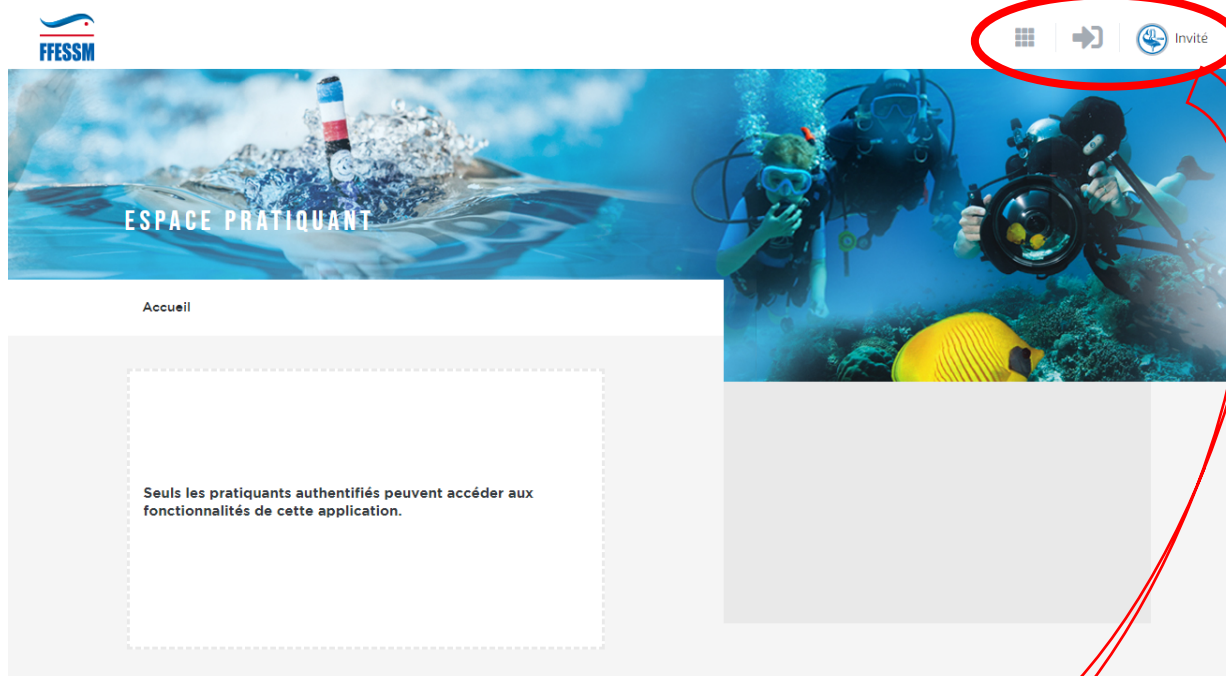 FFESSM
Invité
ESPACE PRATIQUANT
Accueil
Seuls les pratiquants authentifiés peuvent accéder aux
fonctionnalités de cette application.